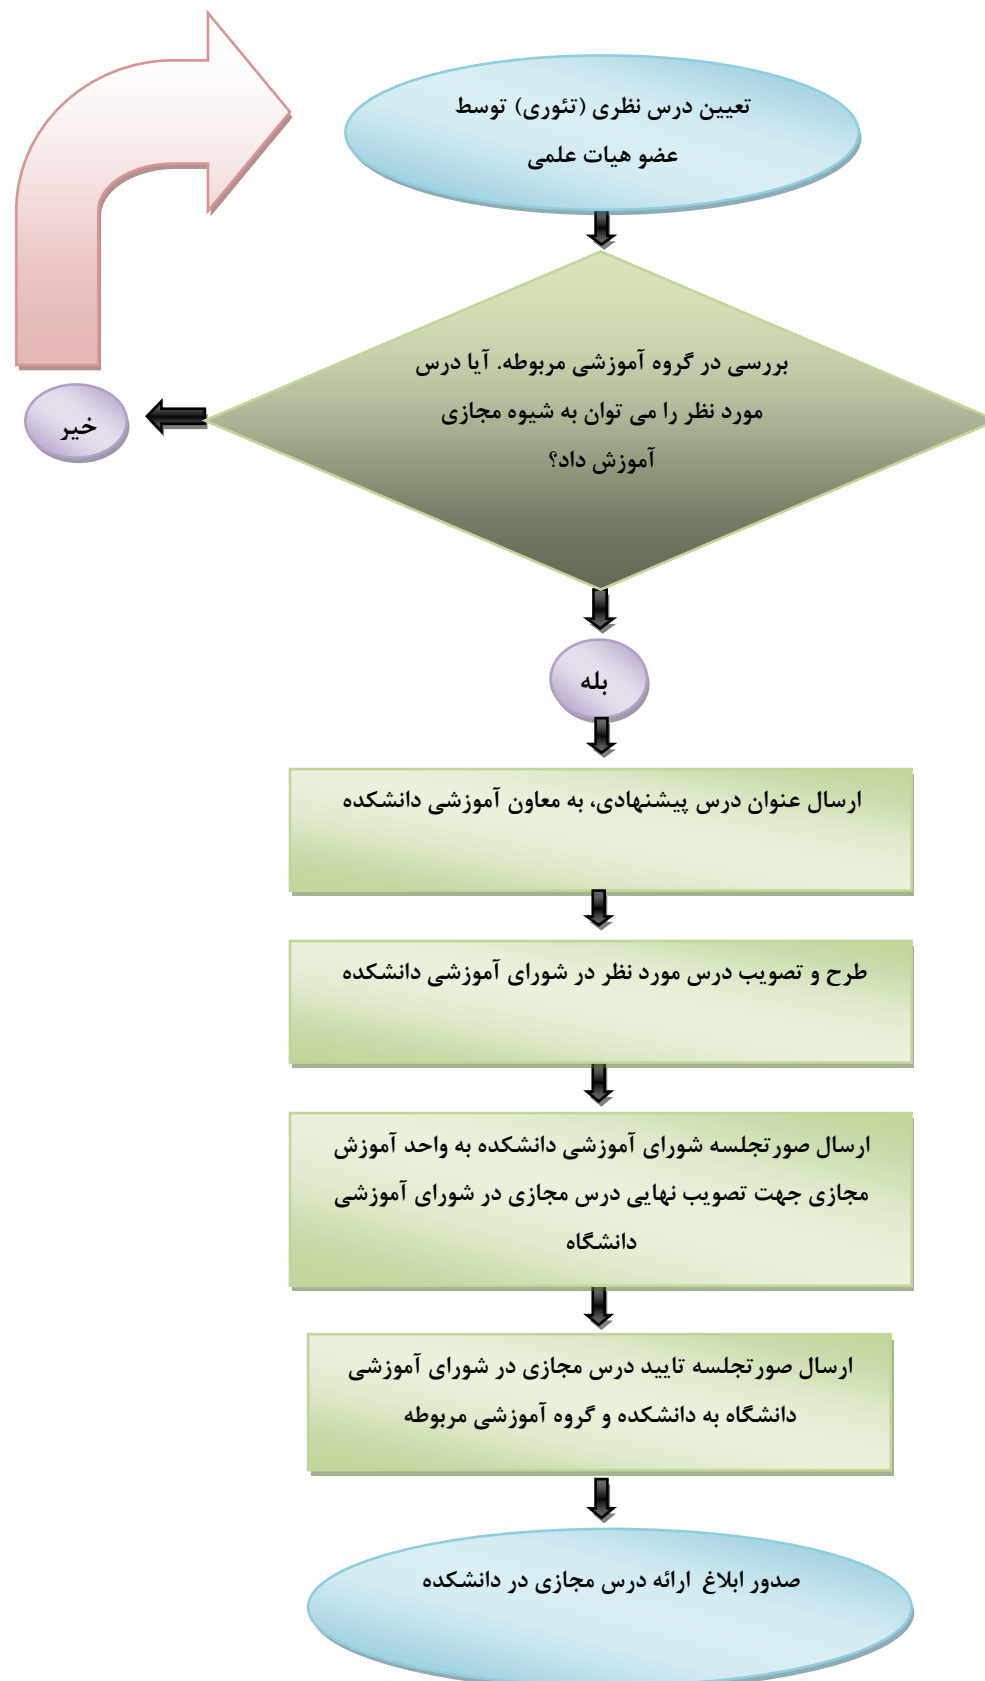 تعیین درس نظری (تئوری) توسط
عضو هیات علمی
بررسی در گروه آموزشی مربوطه. آیا درس
مورد نظر را می توان به شیوه مجازی
آموزش داد؟
خیر
بله
ارسال عنوان درس پیشنهادی، به معاون آموزشی دانشکده
طرح و تصویب درس مورد نظر در شورای آموزشی دانشکده
ارسال صورتجلسه شورای آموزشی دانشکده به واحد آموزش
مجازی جهت تصویب نهایی درس مجازی در شورای آموزشی
دانشگاه
ارسال صورتجلسه تایید درس مجازی در شورای آموزشی
دانشگاه به دانشکده و گروه آموزشی مربوطه
صدور ابلاغ ارائه درس مجازی در دانشکده